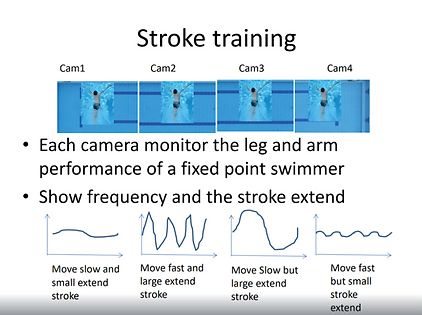 Stroke training
Cam1 Cam2 Cam3 Cam4
• Each camera monitor the leg and arm
performance of a fixed point swimmer
• Show frequency and the stroke extend
Move slow and
small extend
stroke
Move fast and
large extend
stroke
Move Slow but
large extend
stroke
Move fast
but small
stroke
extend